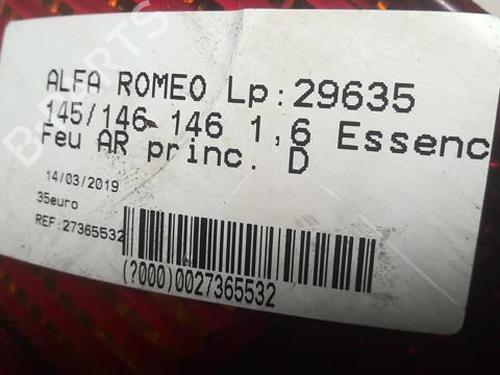 B-PARTS
ALFA ROMEO Lp:29635
145/146- 146 1,6 Essenc
Feu AR princ. D
14/03/2019
35euro
REF:27365532
(?000)0027365532